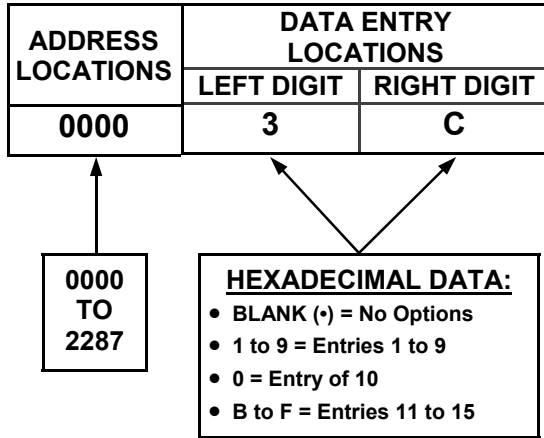 ADDRESS LOCATIONS
DATA ENTRY LOCATIONS
LEFT DIGIT RIGHT DIGIT
0000 3 C
0000
TO
2287
HEXADECIMAL DATA:
• BLANK (•) = No Options
• 1 to 9 = Entries 1 to 9
• 0 = Entry of 10
• B to F = Entries 11 to 15